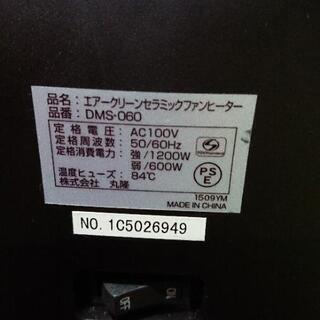 品名：エアークリーンセラミックファンヒーター
品番：DMS-060
定格電圧：AC100V
定格周波数：50/60Hz
定格消費電力：強/1200W
弱/600W
温度ヒューズ：84℃
株式会社 丸隆
PS
E
1509YM
MADE IN CHINA
NO.1C5026949
OFF
ON